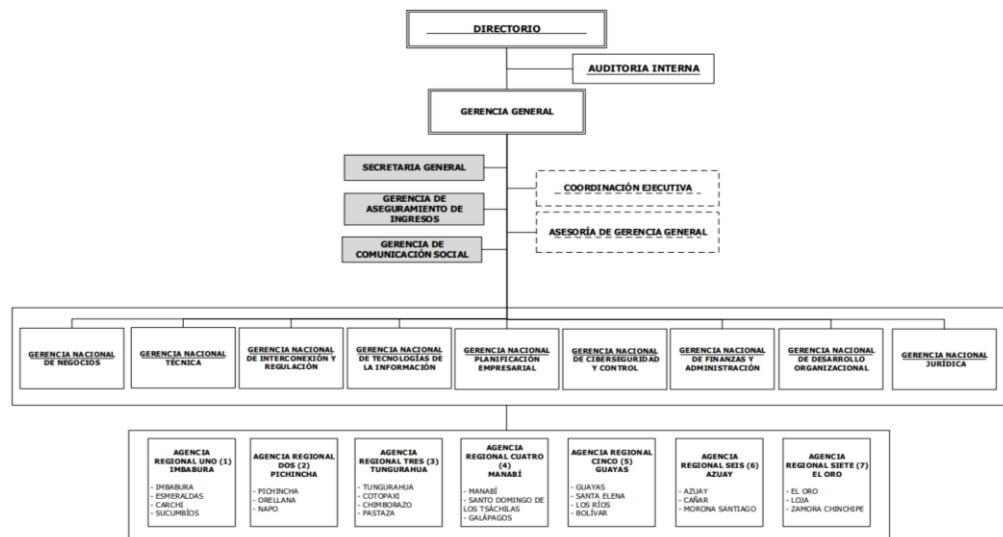 DIRECTORIO
AUDITORIA INTERNA
GERENCIA GENERAL
SECRETARIA GENERAL
GERENCIA DE
ASEGURAMIENTO DE
INGRESOS
GERENCIA DE
COMUNICACIÓN SOCIAL
COORDINACIÓN EJECUTIVA
ASESORÍA DE GERENCIA GENERAL
GERENCIA NACIONAL
DE NEGOCIOS
GERENCIA NACIONAL
TÉCNICA
GERENCIA NACIONAL
DE INTERCONEXIÓN Y
REGULACIÓN
GERENCIA NACIONAL
DE TECNOLOGÍAS DE
LA INFORMACIÓN
GERENCIA NACIONAL
PLANIFICACIÓN
EMPRESARIAL
GERENCIA NACIONAL
DE CIBERSEGURIDAD
Y CONTROL
GERENCIA NACIONAL
DE FINANZAS Y
ADMINISTRACIÓN
GERENCIA NACIONAL
DE DESARROLLO
ORGANIZACIONAL
GERENCIA NACIONAL
JURÍDICA
AGENCIA
REGIONAL UNO (1)
IMBABURA
- IMBABURA
- ESMERALDAS
- CARCHI
- SUCUMBÍOS
AGENCIA REGIONAL
DOS (2)
PICHINCHA
- PICHINCHA
- ORELLANA
- NAPO
AGENCIA
REGIONAL TRES (3)
TUNGURAHUA
- TUNGURAHUA
- COTOPAXI
- CHIMBORAZO
- PASTAZA
AGENCIA
REGIONAL CUATRO
(4)
MANABÍ
- MANABÍ
- SANTO DOMINGO DE
LOS TSÁCHILAS
- GALÁPAGOS
AGENCIA REGIONAL
CINCO (5)
GUAYAS
- GUAYAS
- SANTA ELENA
- LOS RÍOS
- BOLÍVAR
AGENCIA
REGIONAL SEIS (6)
AZUAY
- AZUAY
- CAÑAR
- MORONA SANTIAGO
AGENCIA
REGIONAL SIETE (7)
EL ORO
- EL ORO
- LOJA
- ZAMORA CHINCHIPE